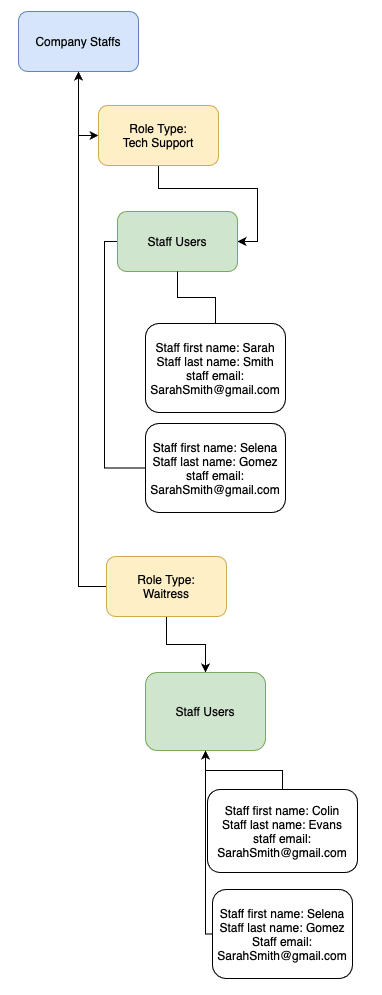 Company Staffs
Role Type:
Tech Support
Staff Users
Staff first name: Sarah
Staff last name: Smith
staff email:
SarahSmith@gmail.com
Staff first name: Selena
Staff last name: Gomez
staff email:
SarahSmith@gmail.com
Role Type:
Waitress
Staff Users
Staff first name: Colin
Staff last name: Evans
staff email:
SarahSmith@gmail.com
Staff first name: Selena
Staff last name: Gomez
Staff email:
SarahSmith@gmail.com